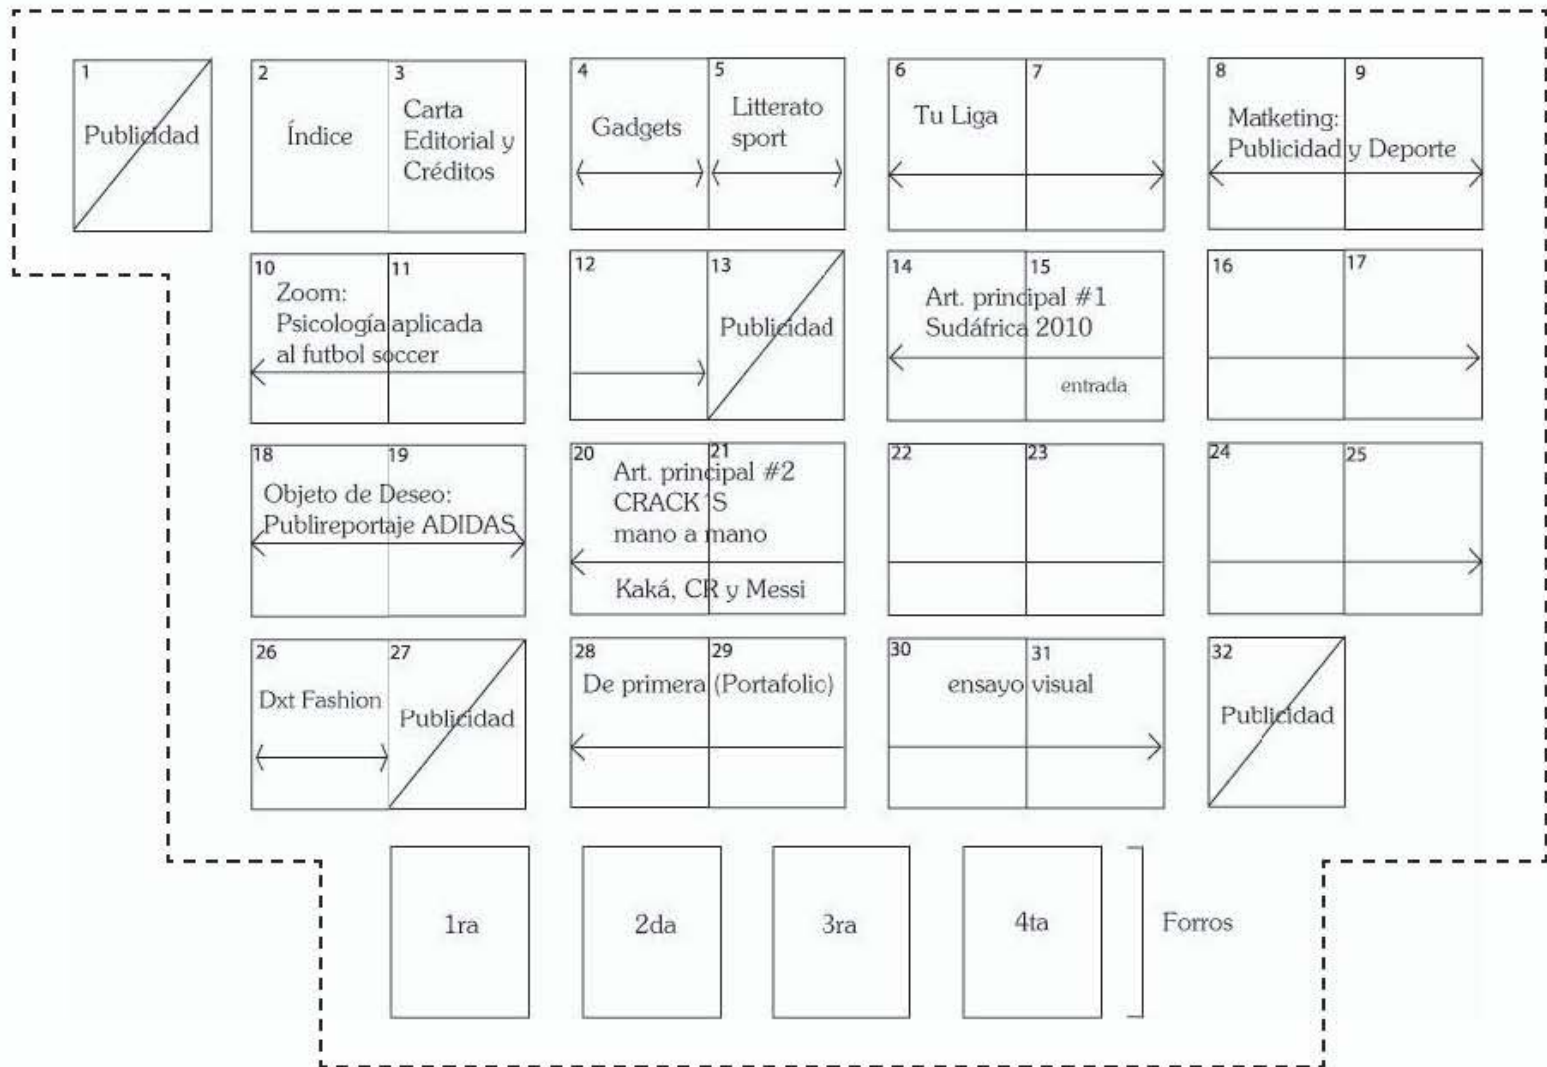 1
Publicidad
2
Índice
3
Carta
Editorial y
Créditos
4
Gadgets
5
Litterato
sport
6
7
Tu Liga
8
9
Matketing:
Publicidad y Deporte
10
11
Zoom:
Psicología aplicada
al futbol soccer
12
13
Publicidad
14
15
Art. principal #1
Sudáfrica 2010
entrada
16
17
18
19
Objeto de Deseo:
Publireportaje ADIDAS
20
21
Art. principal #2
CRACK´S
mano a mano
Kaká, CR y Messi
22
23
24
25
26
Dxt Fashion
27
Publicidad
28
29
De primera (Portafolio)
30
31
ensayo visual
32
Publicidad
1ra
2da
3ra
4ta
Forros